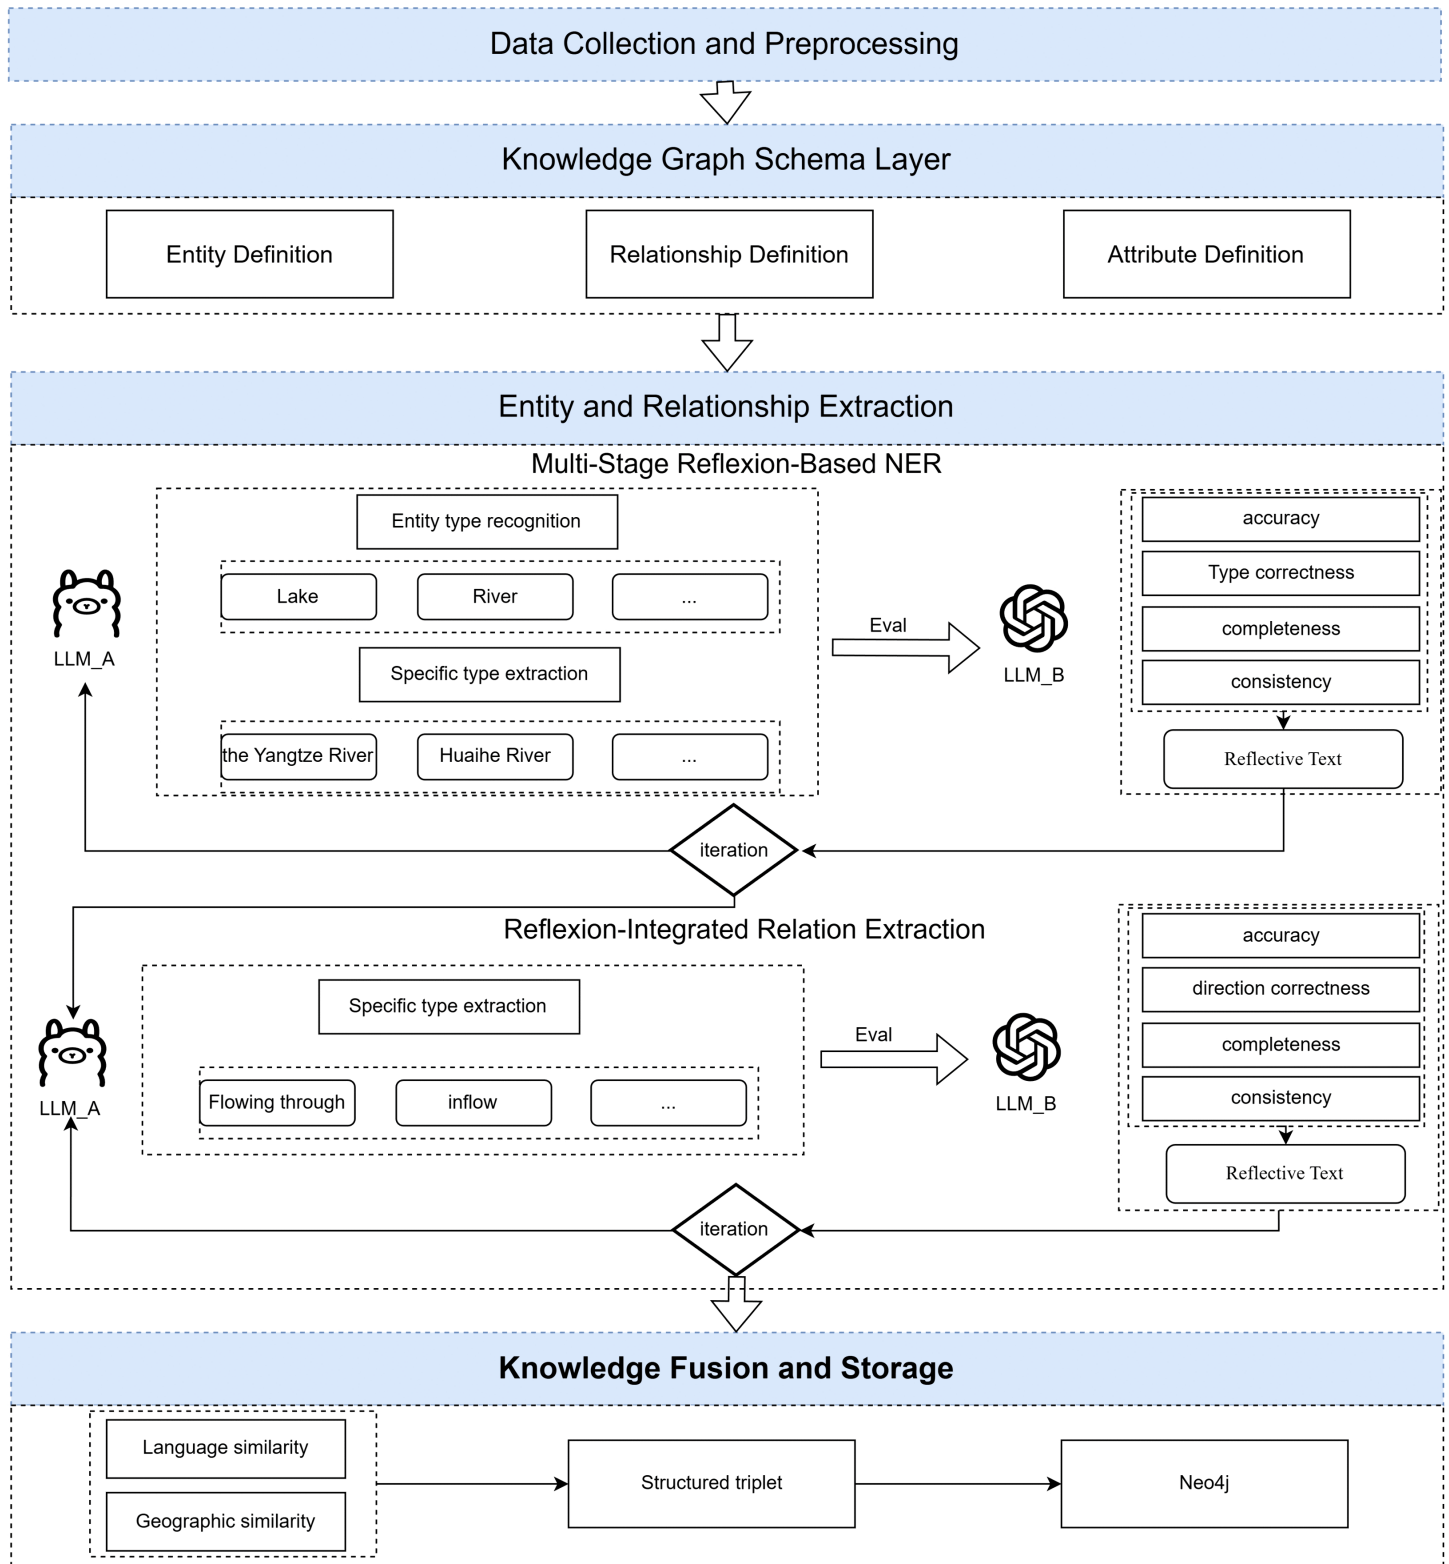 Data Collection and Preprocessing
Knowledge Graph Schema Layer
Entity Definition
Relationship Definition
Attribute Definition
Entity and Relationship Extraction
Multi-Stage Reflexion-Based NER
Entity type recognition
Lake
River
...
Specific type extraction
the Yangtze River
Huaihe River
...
LLM_A
Eval
LLM_B
accuracy
Type correctness
completeness
consistency
Reflective Text
iteration
Reflexion-Integrated Relation Extraction
Specific type extraction
Flowing through
inflow
...
LLM_A
Eval
LLM_B
accuracy
direction correctness
completeness
consistency
Reflective Text
iteration
Knowledge Fusion and Storage
Language similarity
Geographic similarity
Structured triplet
Neo4j